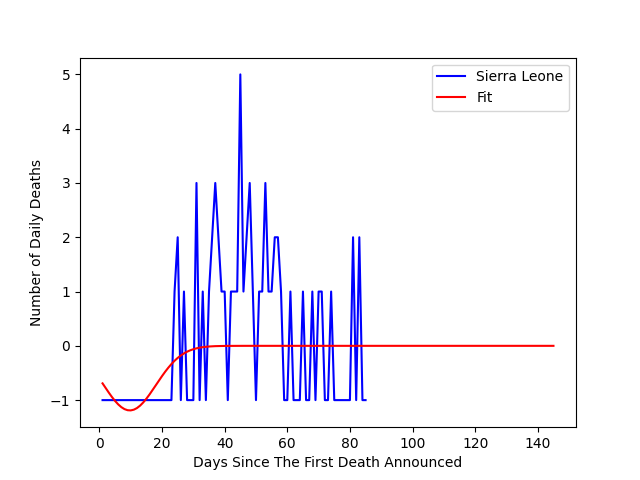 Sierra Leone
Fit
Number of Daily Deaths
5
4
3
2
1
0
−1
0 20 40 60 80 100 120 140
Days Since The First Death Announced